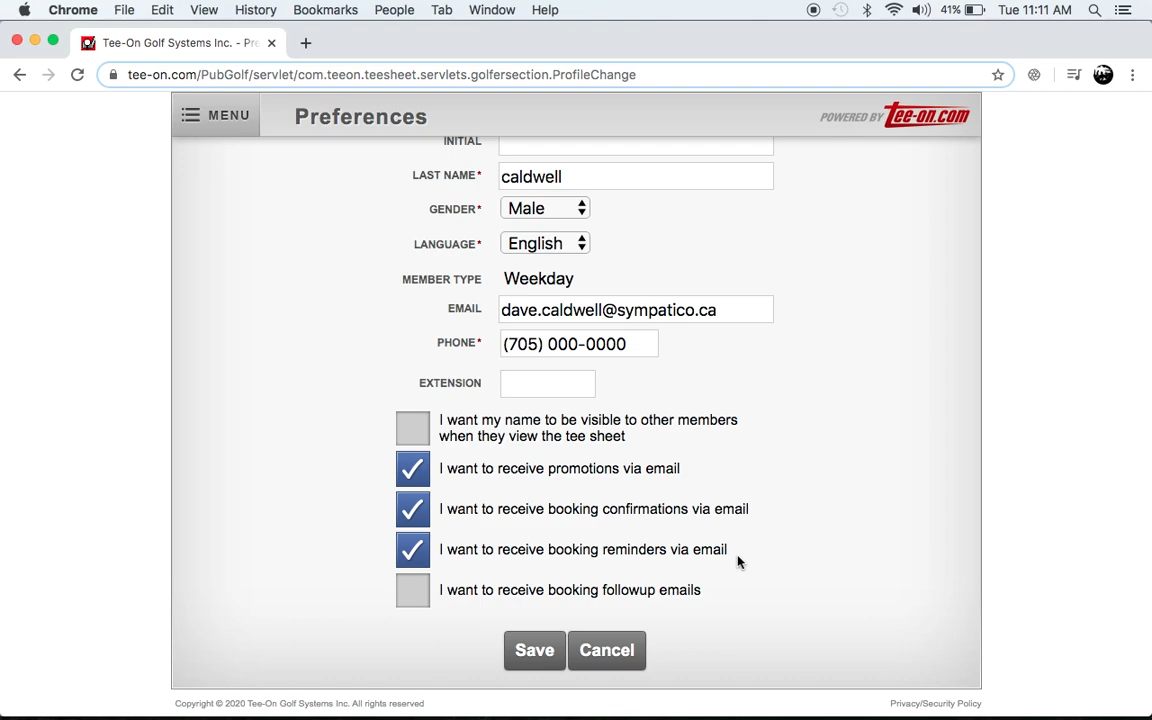 Chrome File Edit View History Bookmarks People Tab Window Help 41% Tue 11:11 AM
Tee-On Golf Systems Inc. - Pre
tee-on.com/PubGolf/servlet/com.teeon.teesheet.servlets.golfersection.ProfileChange
MENU Preferences POWERED BY tee-on.com
INITIAL
LAST NAME* caldwell
GENDER* Male
LANGUAGE* English
MEMBER TYPE Weekday
EMAIL dave.caldwell@sympatico.ca
PHONE* (705) 000-0000
EXTENSION
I want my name to be visible to other members
when they view the tee sheet
I want to receive promotions via email
I want to receive booking confirmations via email
I want to receive booking reminders via email
I want to receive booking followup emails
Save Cancel
Copyright © 2020 Tee-On Golf Systems Inc. All rights reserved Privacy/Security Policy